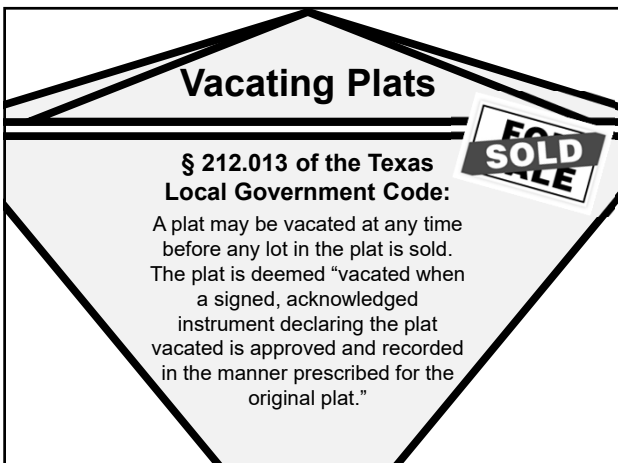 Vacating Plats
FOR
SOLD
SALE
§ 212.013 of the Texas
Local Government Code:
A plat may be vacated at any time
before any lot in the plat is sold.
The plat is deemed “vacated when
a signed, acknowledged
instrument declaring the plat
vacated is approved and recorded
in the manner prescribed for the
original plat.”